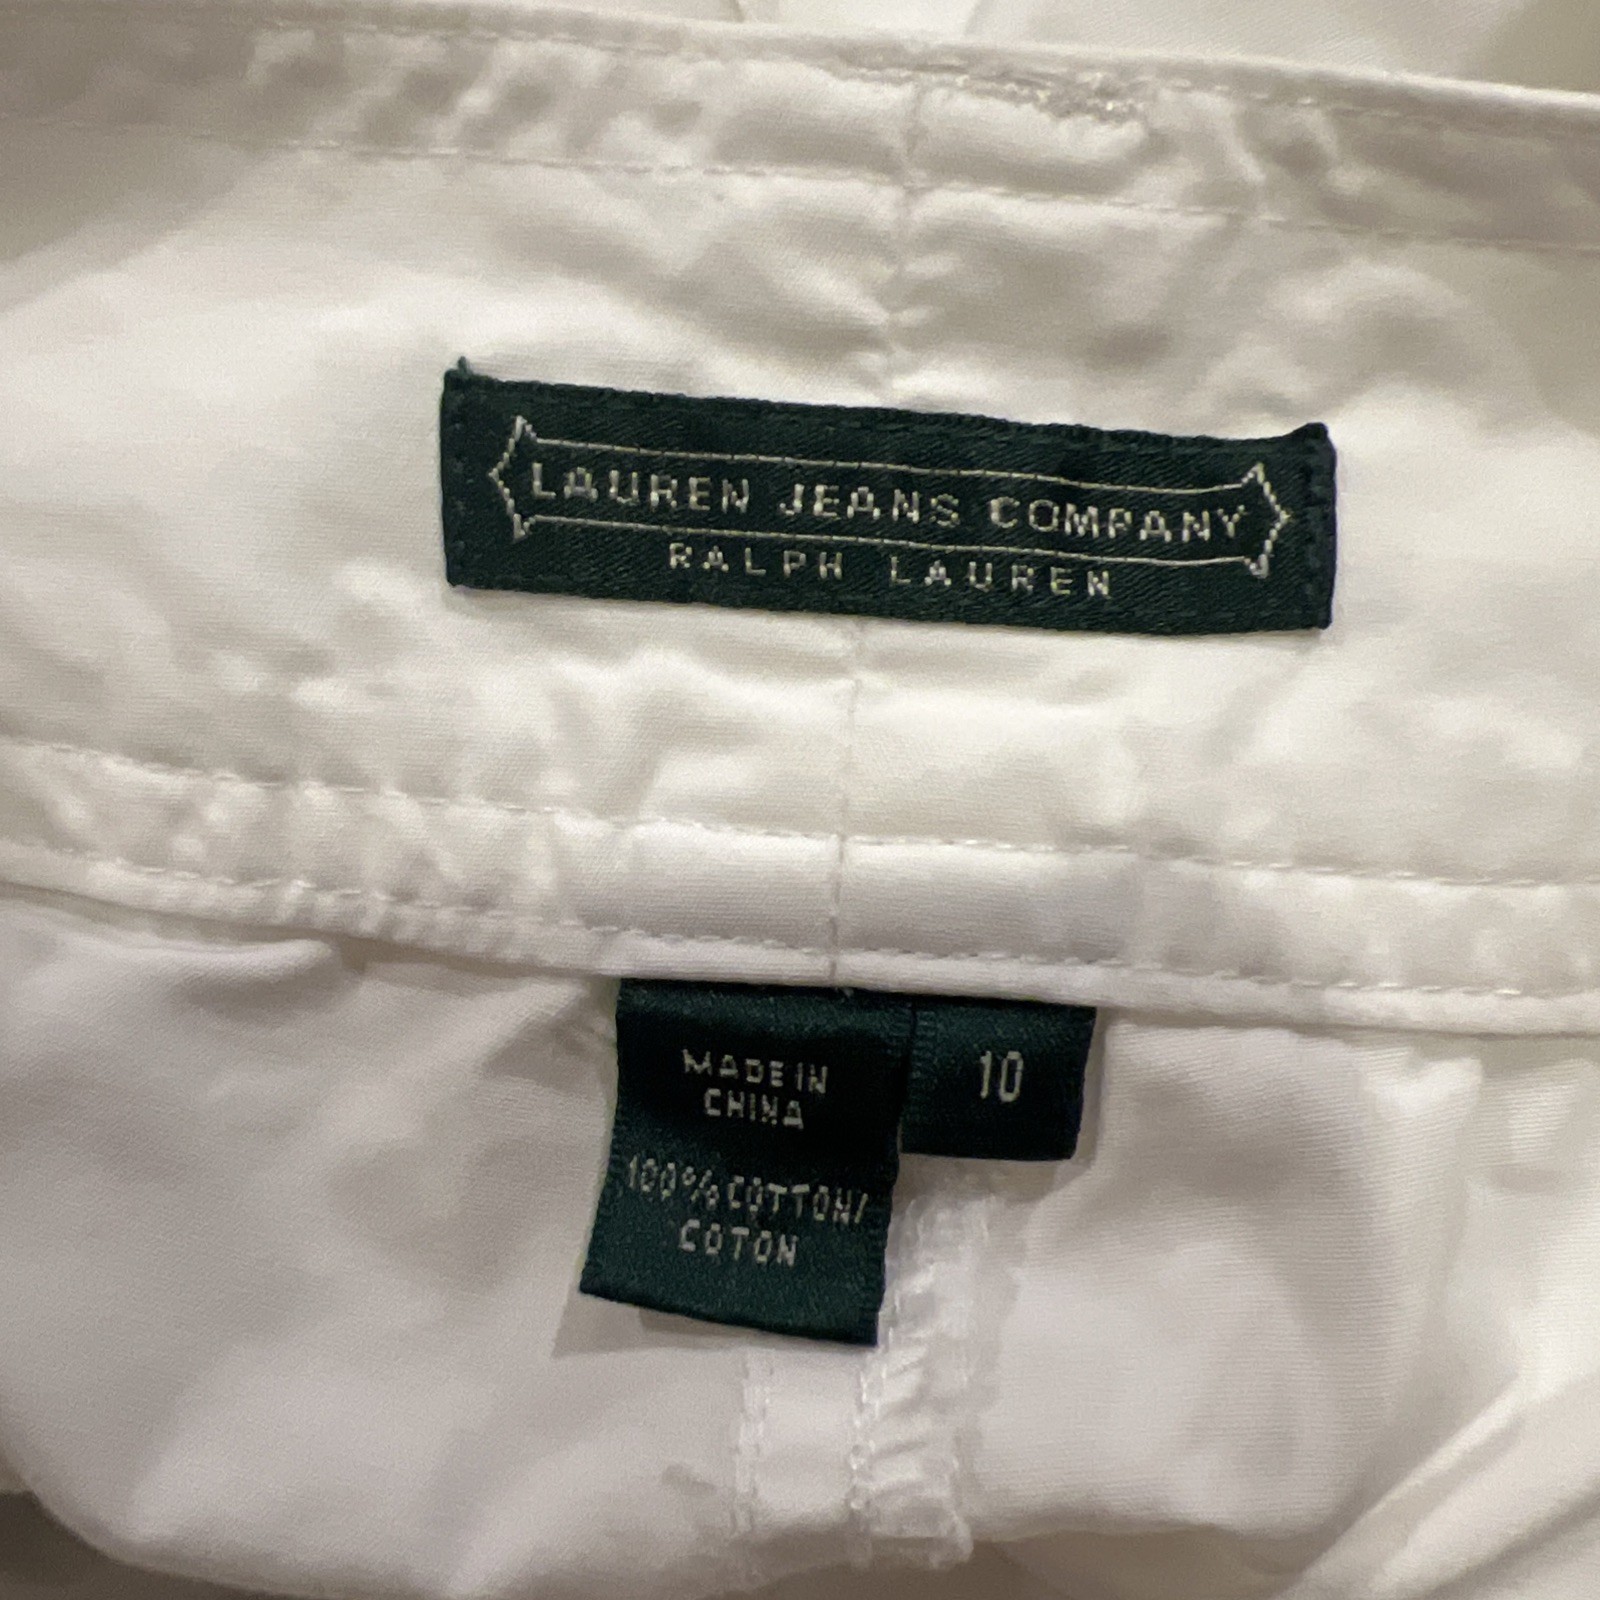 LAUREN JEANS COMPANY
RALPH LAUREN
MADE IN
CHINA
100% COTTON/
COTON
10